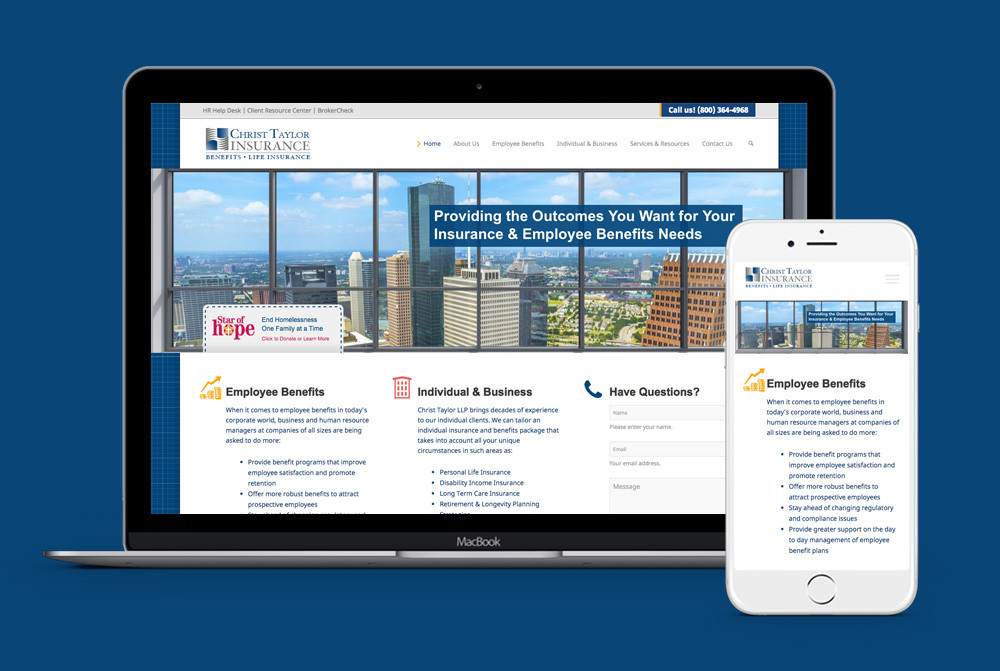 HR Help Desk | Client Resource Center | BrokerCheck
Call us! (800) 364-4968
CHRIST TAYLOR
INSURANCE
BENEFITS • LIFE INSURANCE
Home About Us Employee Benefits Individual & Business Services & Resources Contact Us
Providing the Outcomes You Want for Your
Insurance & Employee Benefits Needs
Star of
hope
End Homelessness
One Family at a Time
Click to Donate or Learn More
Employee Benefits
When it comes to employee benefits in today's
corporate world, business and human resource
managers at companies of all sizes are being
asked to do more:
• Provide benefit programs that improve
employee satisfaction and promote
retention
• Offer more robust benefits to attract
prospective employees
Individual & Business
Christ Taylor LLP brings decades of experience
to our individual clients. We can tailor an
individual insurance and benefits package that
takes into account all your unique
circumstances in such areas as:
• Personal Life Insurance
• Disability Income Insurance
• Long Term Care Insurance
• Retirement & Longevity Planning
Have Questions?
Name
Please enter your name.
Email
Your email address.
Message
MacBook
CHRIST TAYLOR
INSURANCE
BENEFITS • LIFE INSURANCE
Providing the Outcomes You Want for Your
Insurance & Employee Benefits Needs
Employee Benefits
When it comes to employee benefits in
today's corporate world, business and
human resource managers at companies of
all sizes are being asked to do more:
• Provide benefit programs that
improve employee satisfaction and
promote retention
• Offer more robust benefits to
attract prospective employees
• Stay ahead of changing regulatory
and compliance issues
• Provide greater support on the day
to day management of employee
benefit plans